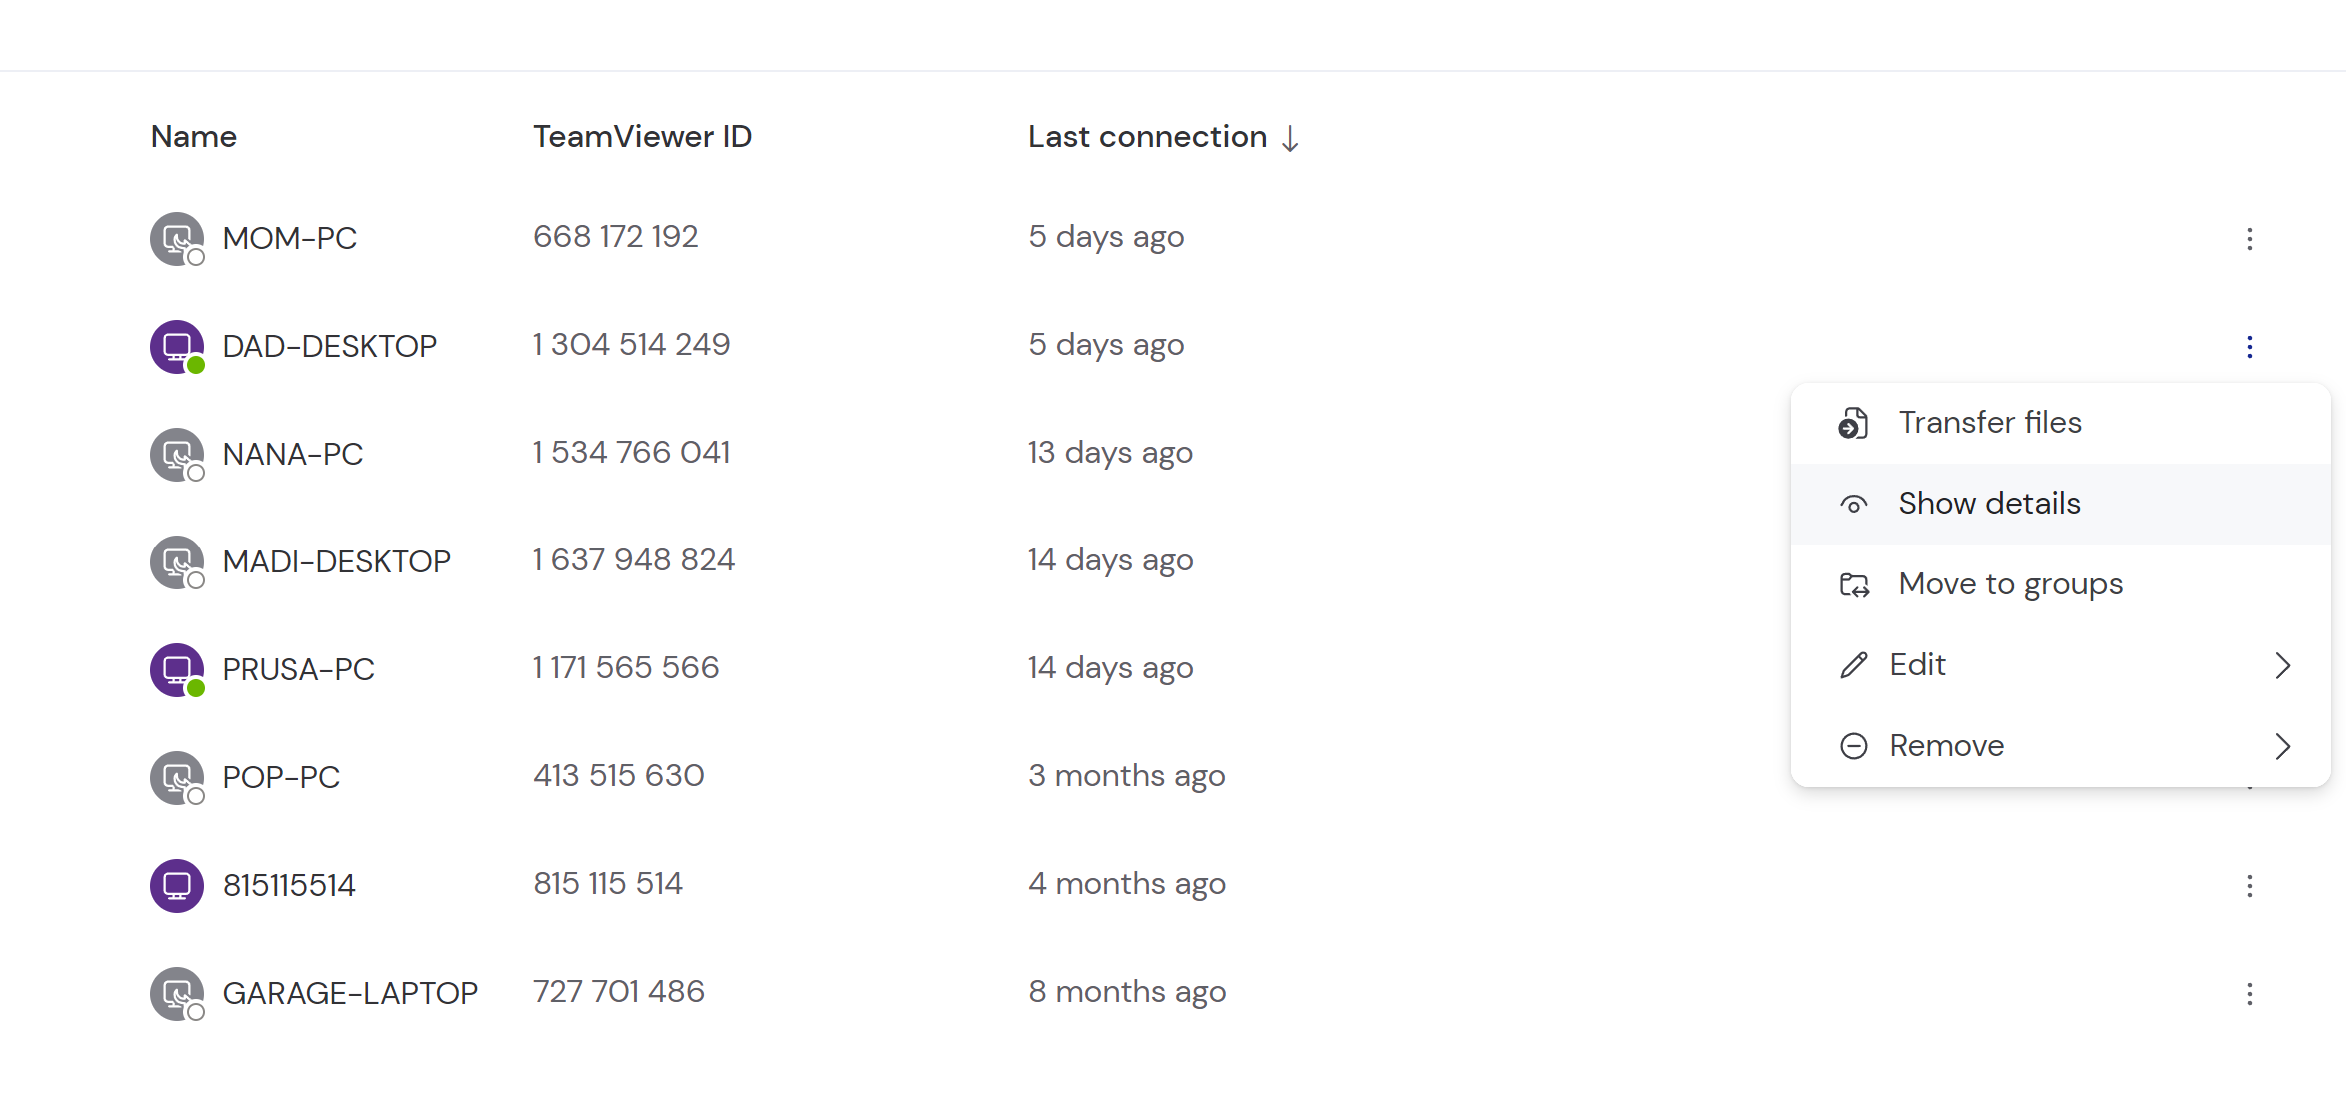 Name TeamViewer ID Last connection ↓
MOM-PC 668 172 192 5 days ago
DAD-DESKTOP 1 304 514 249 5 days ago
Transfer files
NANA-PC 1 534 766 041 13 days ago
Show details
MADI-DESKTOP 1 637 948 824 14 days ago
Move to groups
PRUSA-PC 1 171 565 566 14 days ago
Edit
Remove
POP-PC 413 515 630 3 months ago
815115514 815 115 514 4 months ago
GARAGE-LAPTOP 727 701 486 8 months ago